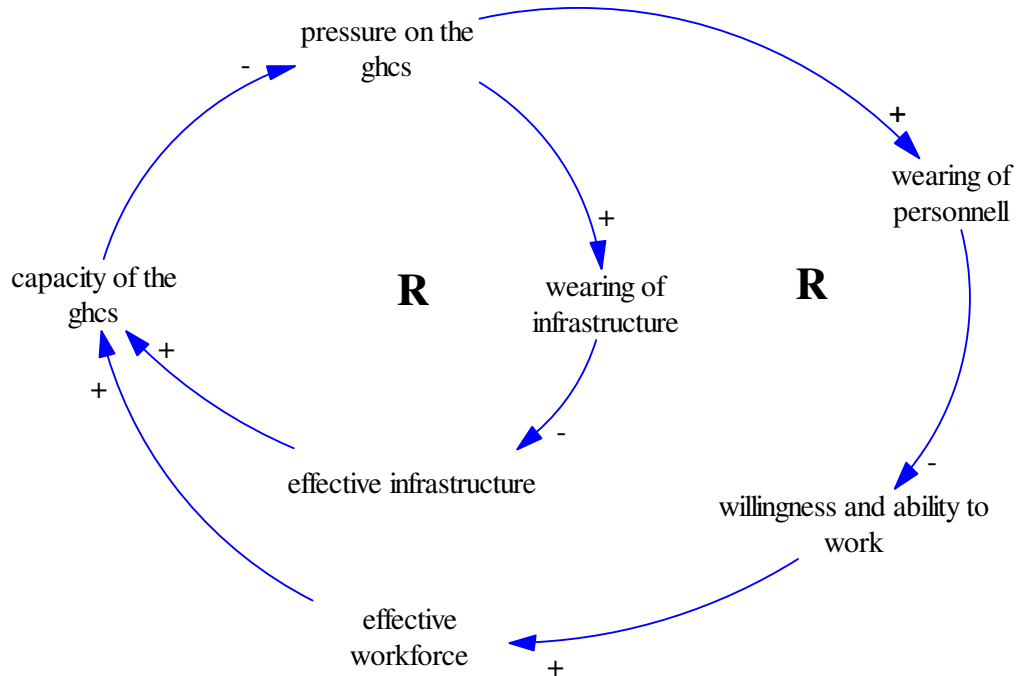 pressure on the
ghcs
-
+
wearing of
personnell
+
capacity of the
ghcs
R
wearing of
infrastructure
R
+
+
-
effective infrastructure
-
willingness and ability to
work
effective
workforce
+